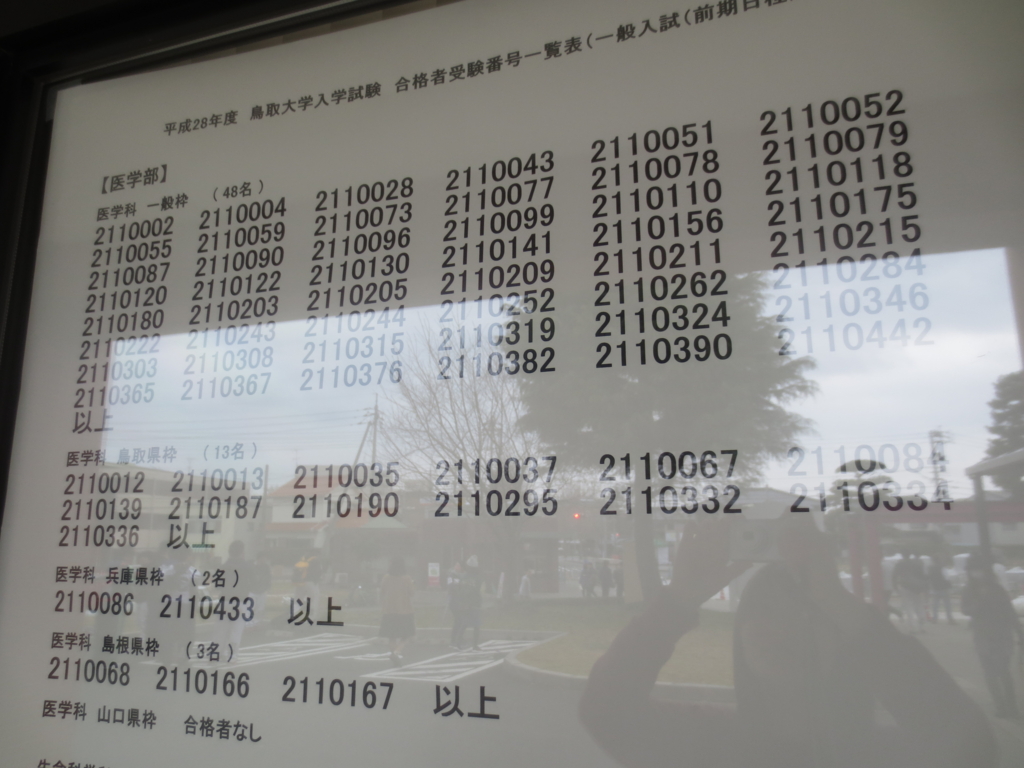 平成28年度 鳥取大学入学試験 合格者受験番号一覧表(一般入試(前期日程
【医学部】
医学科 一般枠 (48名)
2110002 2110004 2110028 2110043 2110051 2110052
2110055 2110059 2110073 2110077 2110078 2110079
2110087 2110090 2110096 2110099 2110110 2110118
2110120 2110122 2110130 2110141 2110156 2110175
2110180 2110203 2110205 2110209 2110211 2110215
2110222 2110243 2110244 2110252 2110262 2110284
2110303 2110308 2110315 2110319 2110324 2110346
2110365 2110367 2110376 2110382 2110390 2110442
以上
医学科 鳥取県枠 (13名)
2110012 2110013 2110035 2110037 2110067
2110139 2110187 2110190 2110295 2110332 2110334
2110336 以上
医学科 兵庫県枠 (2名)
2110086 2110433 以上
医学科 島根県枠 (3名)
2110068 2110166 2110167 以上
医学科 山口県枠 合格者なし